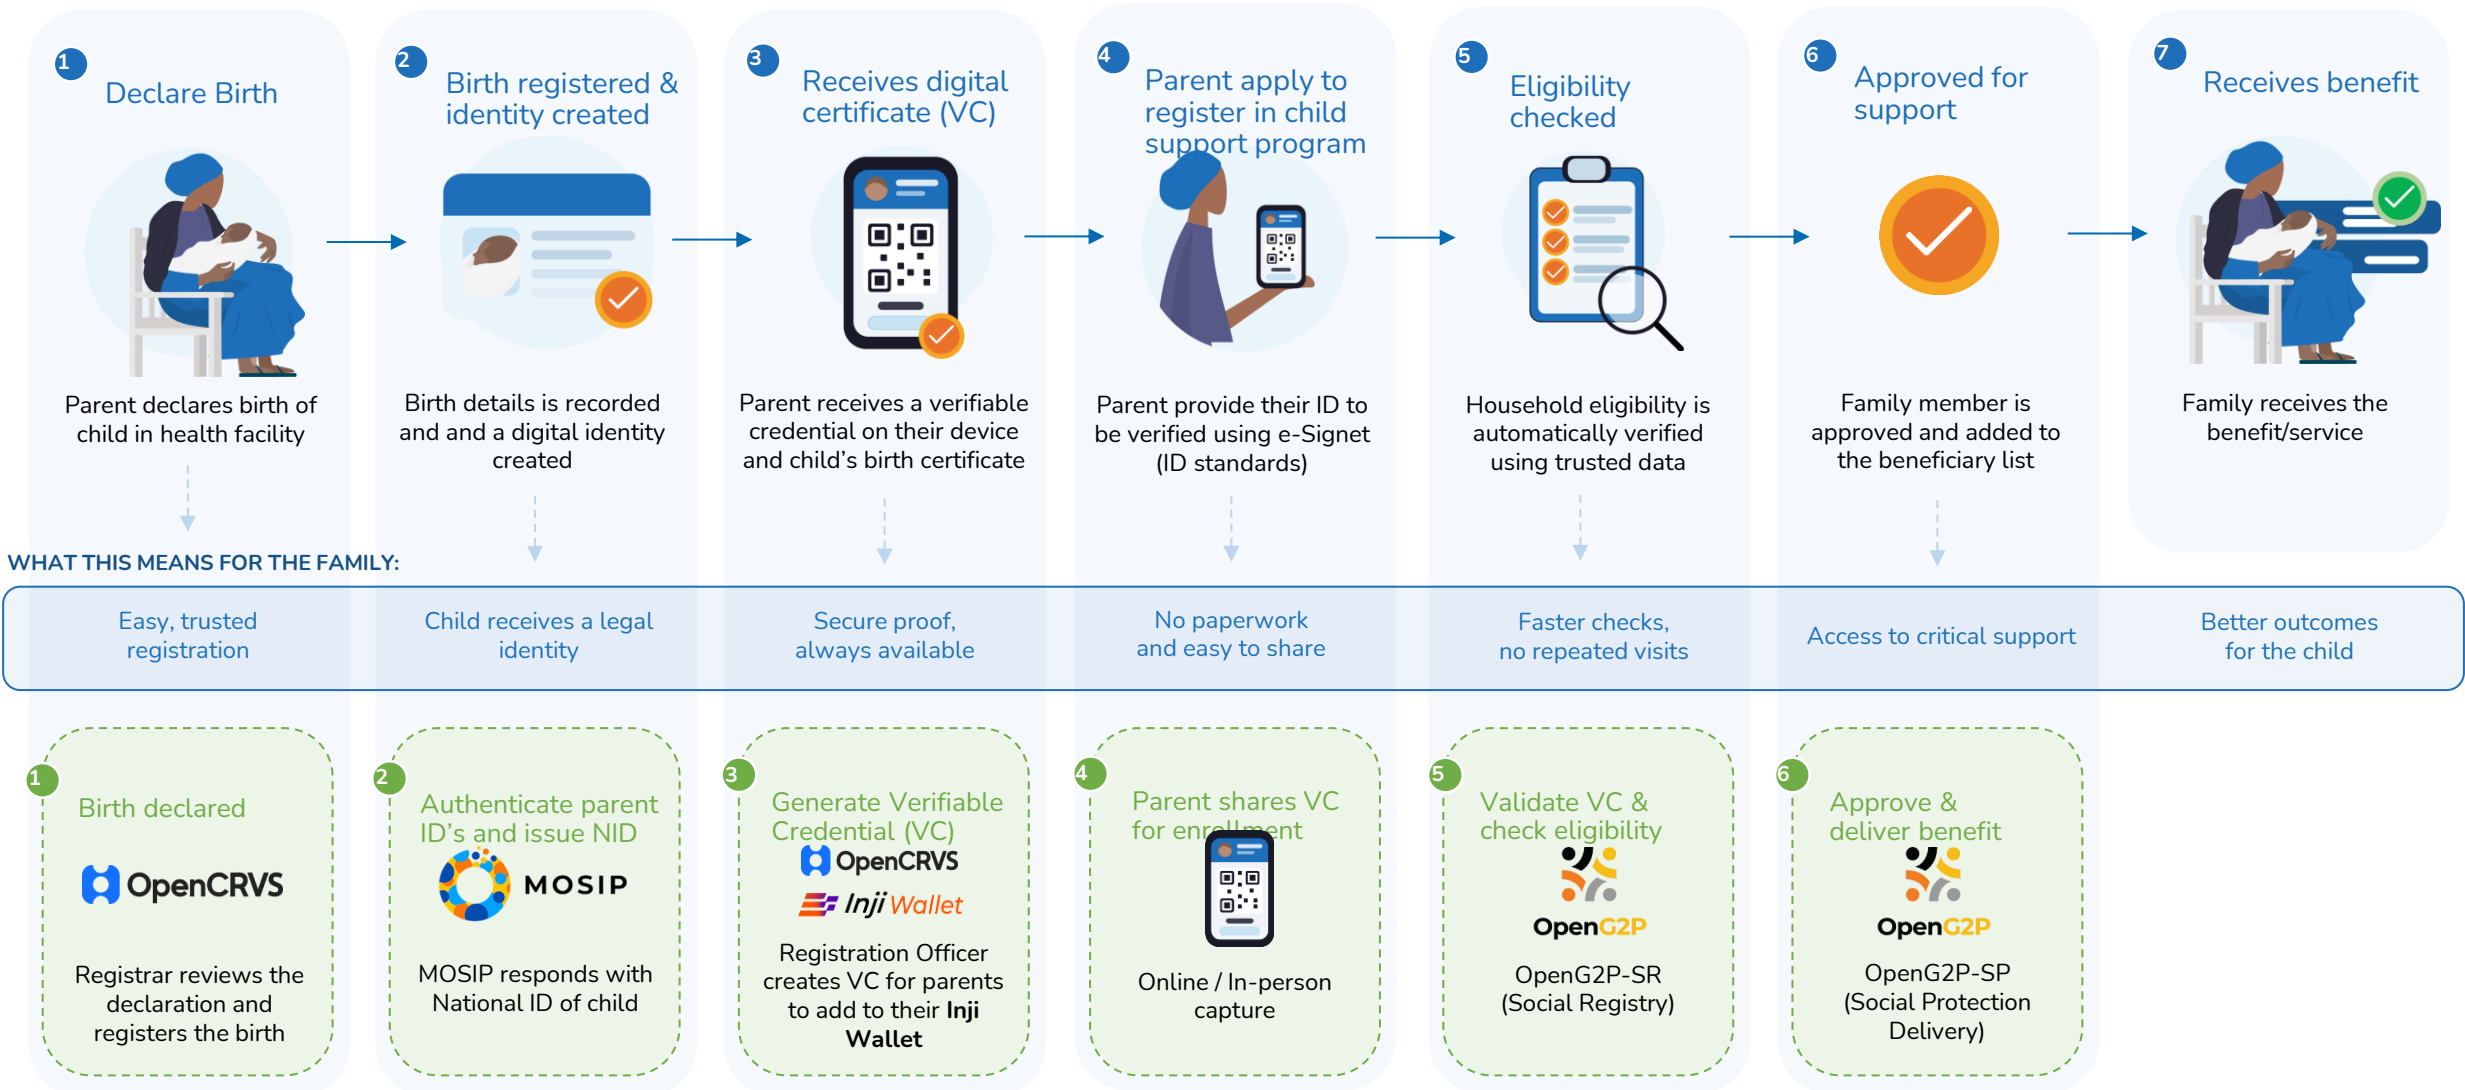 1
Declare Birth
Parent declares birth of
child in health facility
2
Birth registered &
identity created
Birth details is recorded
and and a digital identity
created
3
Receives digital
certificate (VC)
Parent receives a verifiable
credential on their device
and child's birth certificate
4
Parent apply to
register in child
support program
Parent provide their ID to
be verified using e-Signet
(ID standards)
5
Eligibility
checked
Household eligibility is
automatically verified
using trusted data
6
Approved for
support
Family member is
approved and added to
the beneficiary list
7
Receives benefit
Family receives the
benefit/service
WHAT THIS MEANS FOR THE FAMILY:
Easy, trusted
registration
Child receives a legal
identity
Secure proof,
always available
No paperwork
and easy to share
Faster checks,
no repeated visits
Access to critical support
Better outcomes
for the child
1
Birth declared
OpenCRVS
Registrar reviews the
declaration and
registers the birth
2
Authenticate parent
ID's and issue NID
MOSIP
MOSIP responds with
National ID of child
3
Generate Verifiable
Credential (VC)
OpenCRVS
Inji Wallet
Registration Officer
creates VC for parents
to add to their Inji
Wallet
4
Parent shares VC
for enrollment
Online / In-person
capture
5
Validate VC &
check eligibility
OpenG2P
OpenG2P-SR
(Social Registry)
6
Approve &
deliver benefit
OpenG2P
OpenG2P-SP
(Social Protection
Delivery)